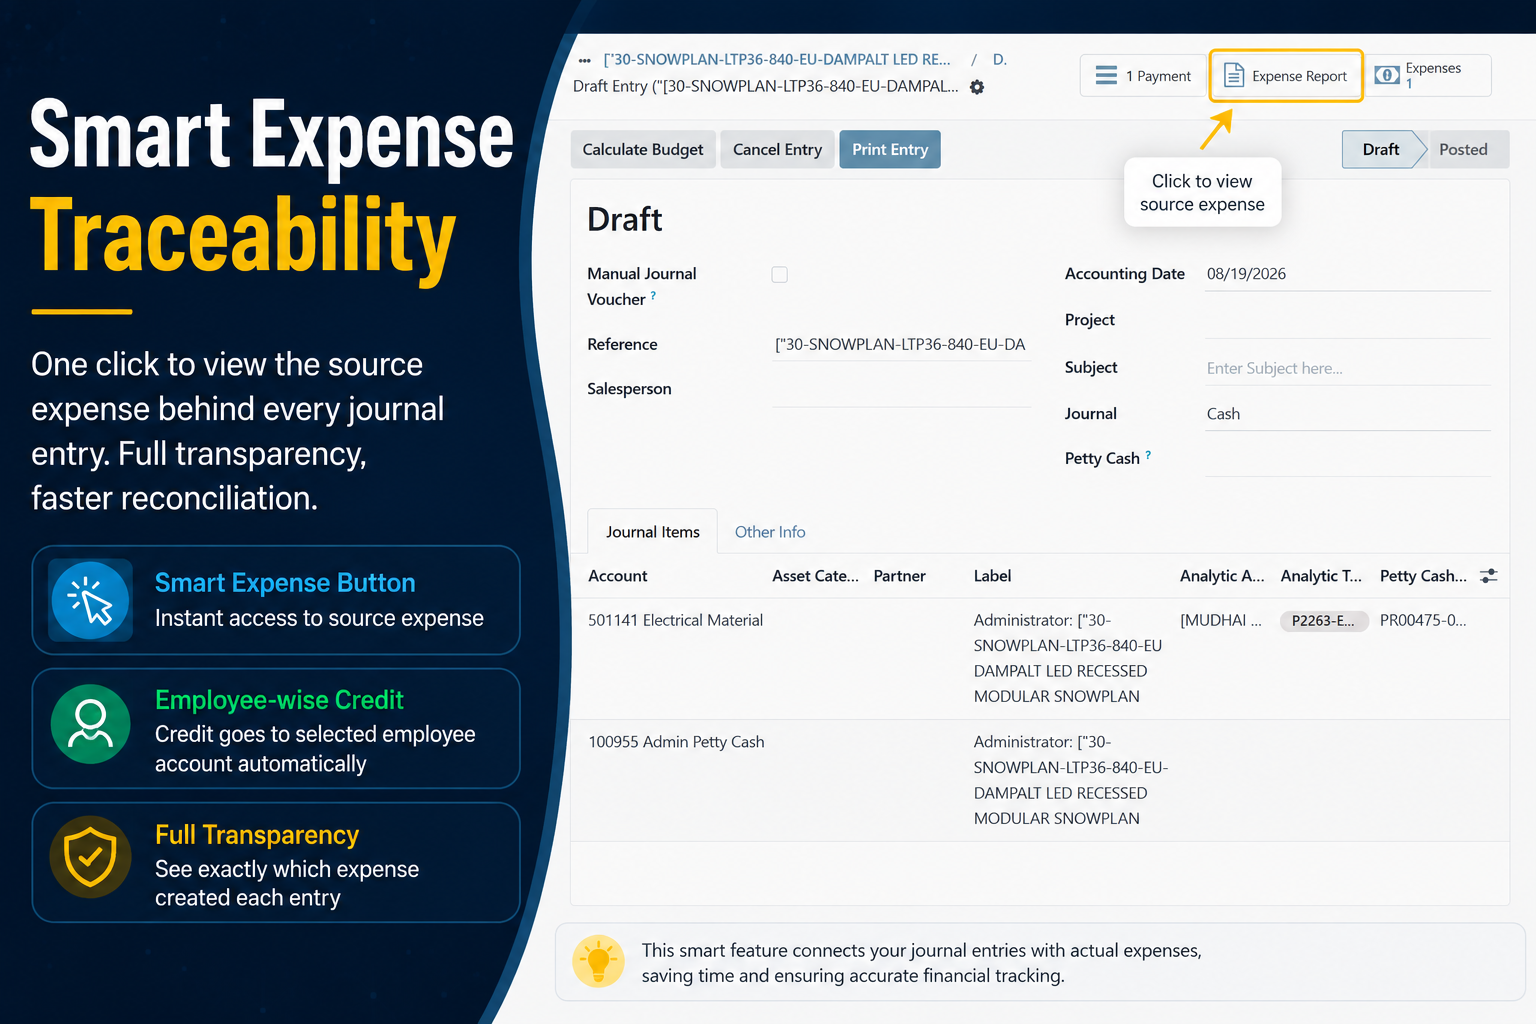 Smart Expense
Traceability
One click to view the source
expense behind every journal
entry. Full transparency,
faster reconciliation.
Smart Expense Button
Instant access to source expense
Employee-wise Credit
Credit goes to selected employee
account automatically
Full Transparency
See exactly which expense
created each entry
... ["30-SNOWPLAN-LTP36-840-EU-DAMPALT LED RE... / D.
Draft Entry ("[30-SNOWPLAN-LTP36-840-EU-DAMPAL...
1 Payment
Expense Report
Expenses
1
Calculate Budget Cancel Entry Print Entry
Draft Posted
Click to view
source expense
Draft
Manual Journal
Voucher ?
Reference ["30-SNOWPLAN-LTP36-840-EU-DA
Salesperson
Accounting Date 08/19/2026
Project
Subject Enter Subject here...
Journal Cash
Petty Cash ?
Journal Items Other Info
Account Asset Cate... Partner Label Analytic A... Analytic T... Petty Cash...
501141 Electrical Material Administrator: ["30- [MUDHAI ... P2263-E... PR00475-0...
SNOWPLAN-LTP36-840-EU
DAMPALT LED RECESSED
MODULAR SNOWPLAN
100955 Admin Petty Cash Administrator: ["30-
SNOWPLAN-LTP36-840-EU-
DAMPALT LED RECESSED
MODULAR SNOWPLAN
This smart feature connects your journal entries with actual expenses,
saving time and ensuring accurate financial tracking.